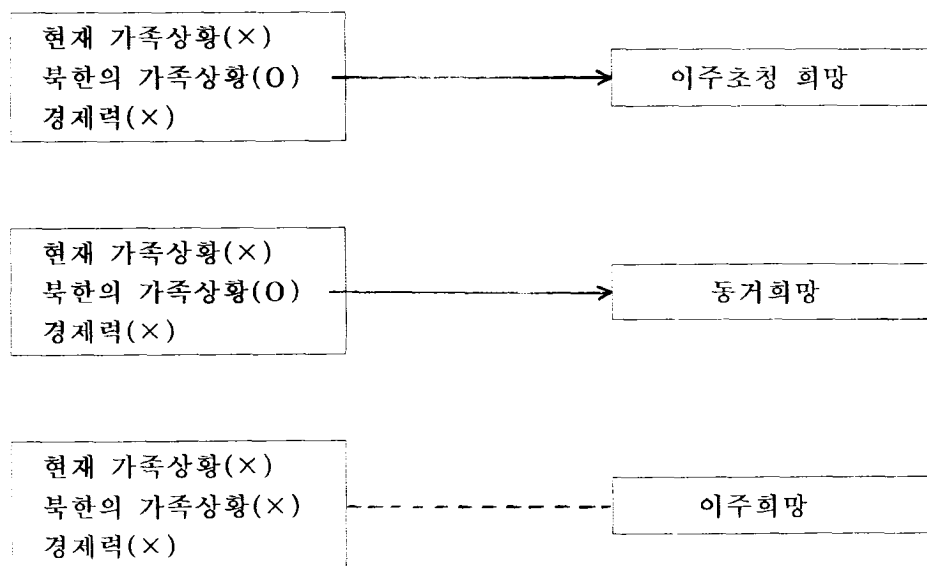 현재 가족상황(×)
북한의 가족상황(O)
경제력(×)
이주초청 희망
현재 가족상황(×)
북한의 가족상황(O)
경제력(×)
동거희망
현재 가족상황(×)
북한의 가족상황(×)
경제력(×)
이주희망